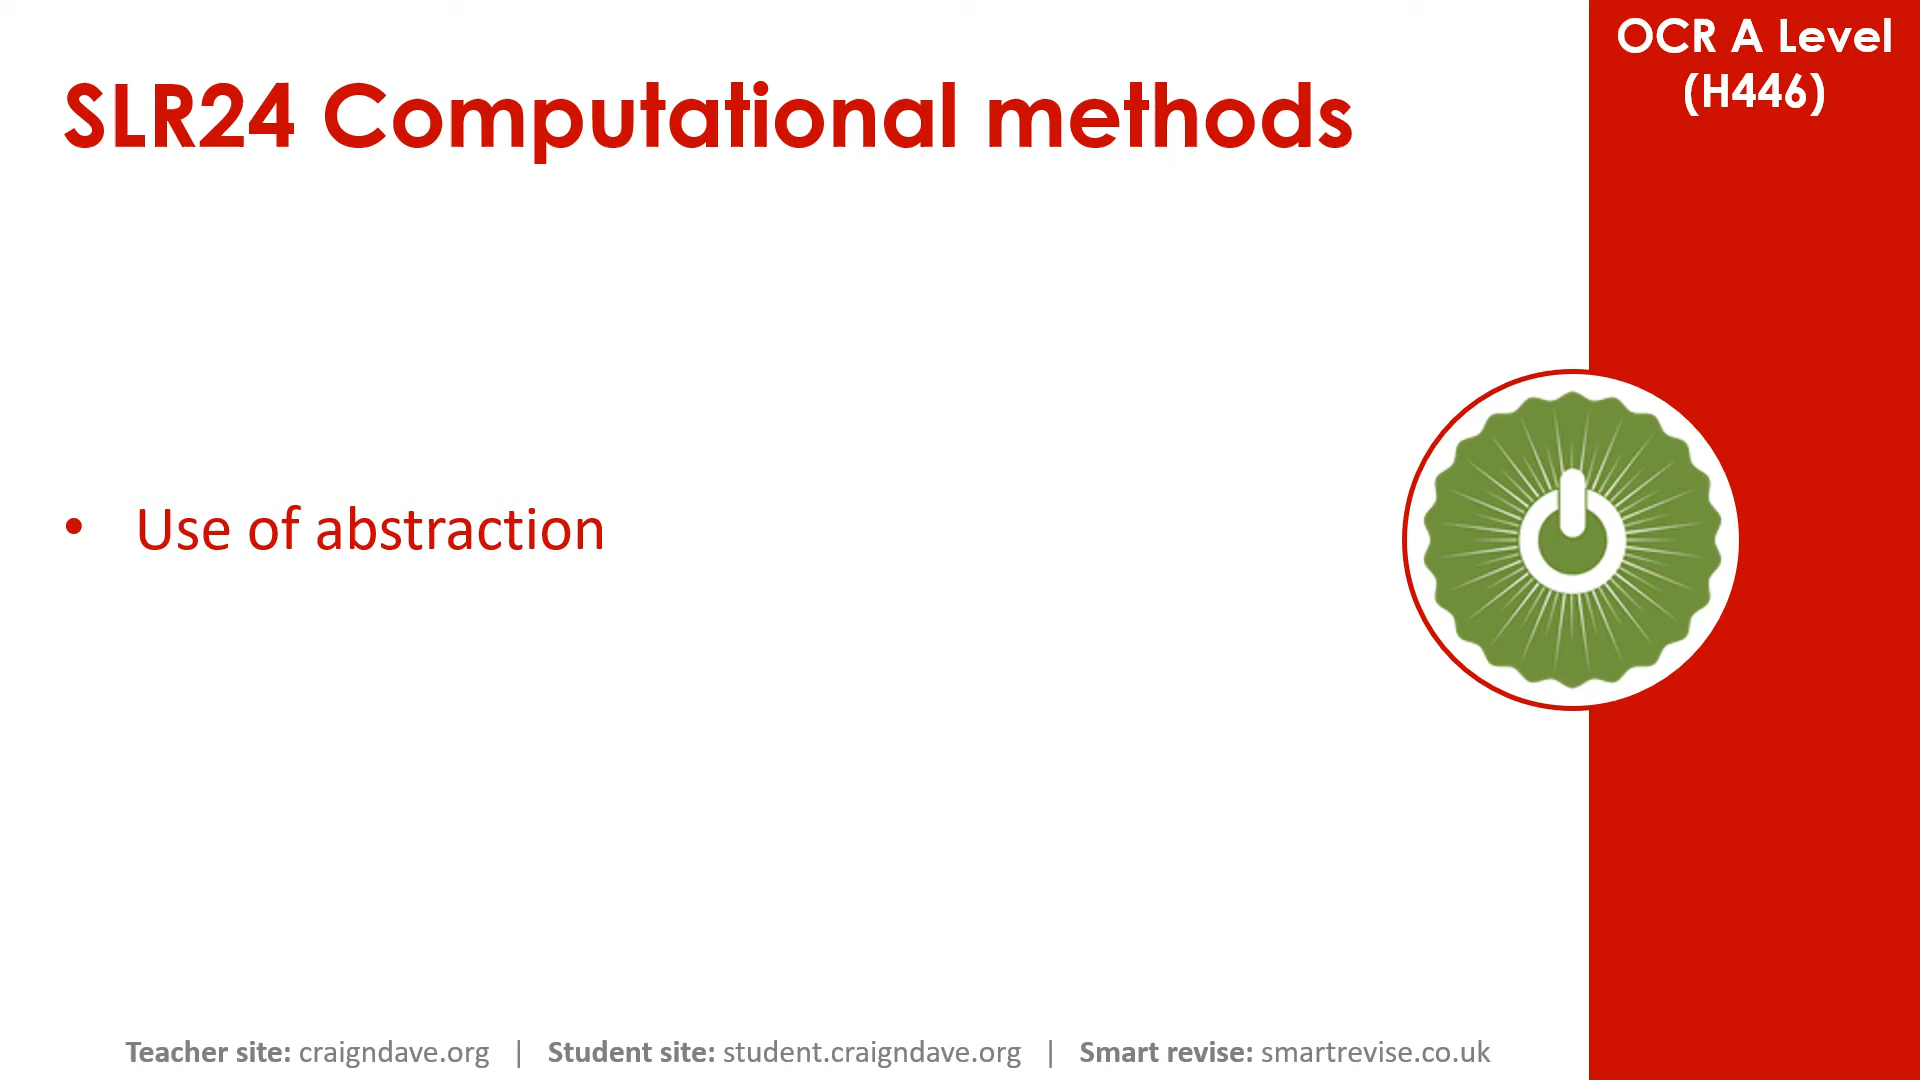 OCR A Level
(H446)
SLR24 Computational methods
• Use of abstraction
Teacher site: craigndave.org | Student site: student.craigndave.org | Smart revise: smartrevise.co.uk